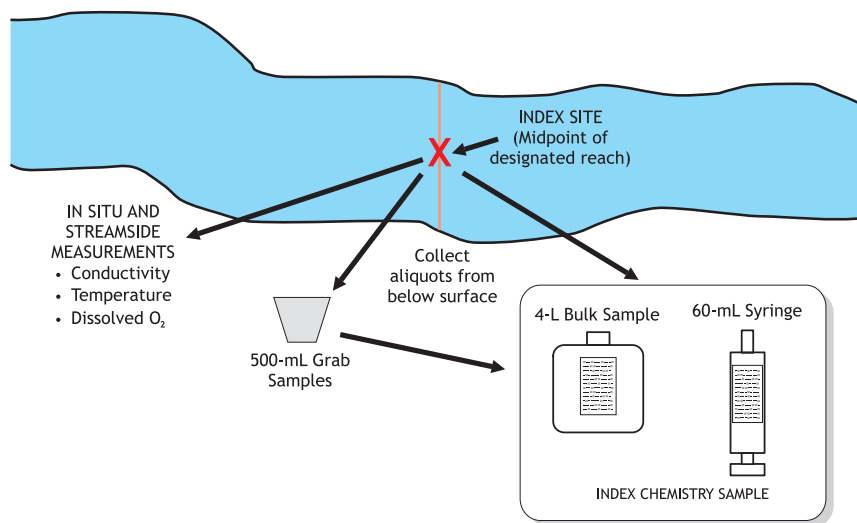 INDEX SITE
(Midpoint of
designated reach)
X
IN SITU AND
STREAMSIDE
MEASUREMENTS
• Conductivity
• Temperature
• Dissolved O₂
Collect
aliquots from
below surface
500-mL Grab
Samples
4-L Bulk Sample
60-mL Syringe
INDEX CHEMISTRY SAMPLE